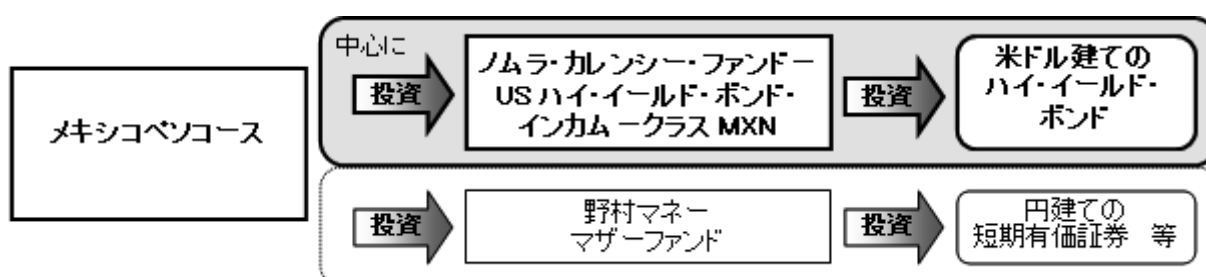 メキシコペソコース
中心に
投資
ノムラ・カレンシー・ファンドー
US ハイ・イールド・ボンド・
インカム ークラス MXN
投資
米ドル建ての
ハイ・イールド・
ボンド
投資
野村マネー
マザーファンド
投資
円建ての
短期有価証券 等